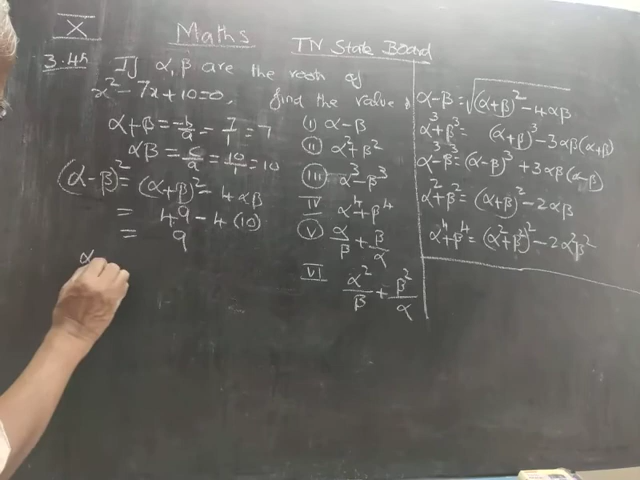 X Maths TN State Board
3.45 If α, β are the roots of
x² - 7x + 10 = 0, find the value of
α+β = -b/a = 7/1 = 7
αβ = c/a = 10/1 = 10
(α-β)² = (α+β)² - 4αβ
= 49 - 4(10)
= 9
α
(i) α-β
(ii) α²+β²
(iii) α³-β³
iv α⁴+β⁴
(v) α/β + β/α
vi α²/β + β²/α
α-β = √(α+β)² - 4αβ
α³+β³ = (α+β)³ - 3αβ(α+β)
α³-β³ = (α-β)³ + 3αβ(α-β)
α²+β² = (α+β)² - 2αβ
α⁴+β⁴ = (α²+β²)² - 2α²β²